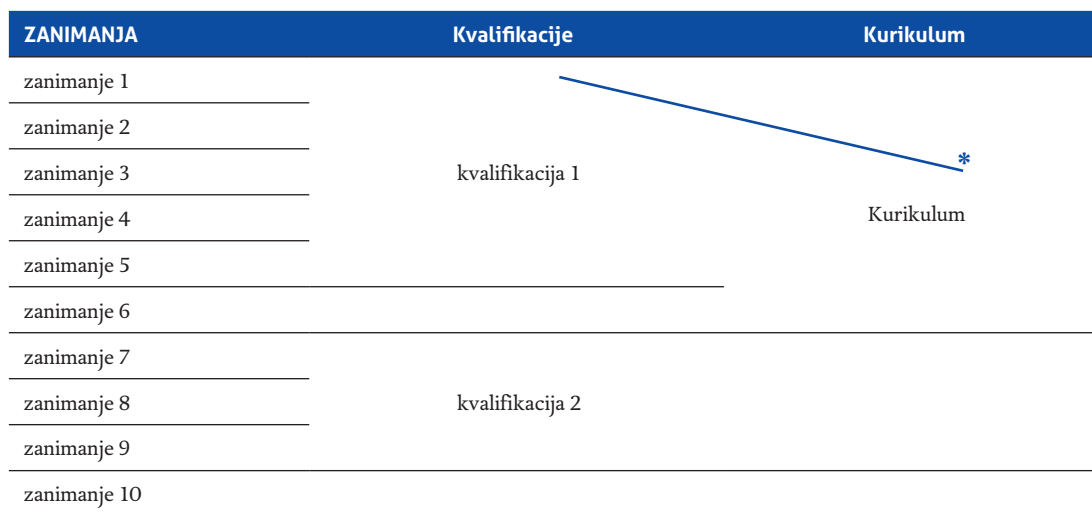 ZANIMANJA Kvalifikacije Kurikulum
zanimanje 1
zanimanje 2
*
zanimanje 3 kvalifikacija 1
zanimanje 4 Kurikulum
zanimanje 5
zanimanje 6
zanimanje 7
zanimanje 8 kvalifikacija 2
zanimanje 9
zanimanje 10